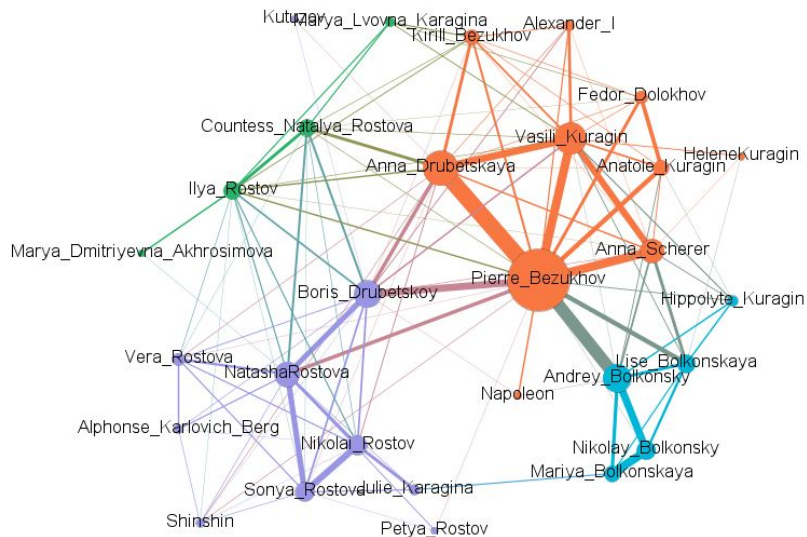 Kutuzov
Marya_Lvovna_Karagina
Alexander_I
Kirill_Bezukhov
Fedor_Dolokhov
Countess_Natalya_Rostova
Vasili_Kuragin
HeleneKuragin
Anna_Drubetskaya
Anatole_Kuragin
Ilya_Rostov
Marya_Dmitriyevna_Akhrosimova
Anna_Scherer
Pierre_Bezukhov
Boris_Drubetskoy
Hippolyte_Kuragin
Vera_Rostova
Lise_Bolkonskaya
NatashaRostova
Andrey_Bolkonsky
Napoleon
Alphonse_Karlovich_Berg
Nikolai_Rostov
Nikolay_Bolkonsky
Mariya_Bolkonskaya
Sonya_Rostova
Julie_Karagina
Shinshin
Petya_Rostov